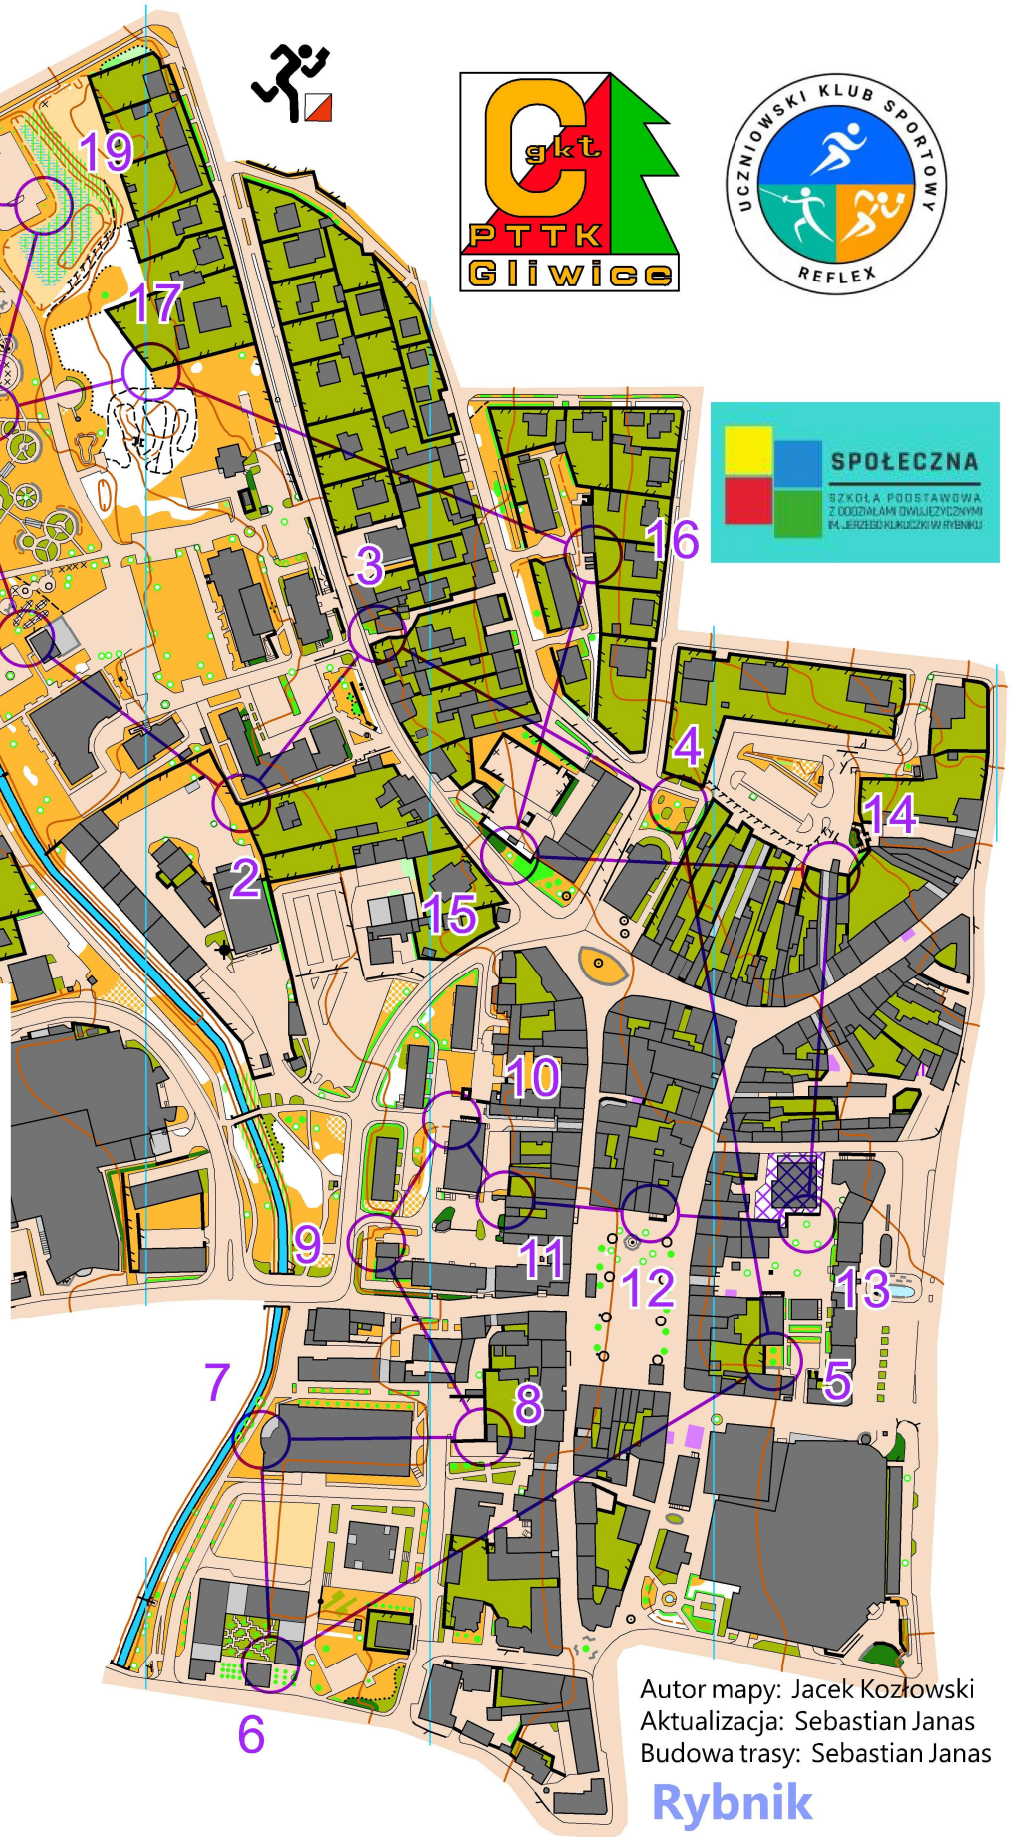 C
gkt
PTTK
Gliwice
UCZNIOWSKI KLUB SPORTOWY
REFLEX
SPOŁECZNA
SZKOŁA PODSTAWOWA
Z ODDZIAŁAMI DWUJĘZYCZNYMI
IM. JERZEGO KUKUCZKI W RYBNIKU
19
17
3
16
4
14
2
15
10
9
11
12
13
7
8
5
6
Autor mapy: Jacek Kozłowski
Aktualizacja: Sebastian Janas
Budowa trasy: Sebastian Janas
Rybnik